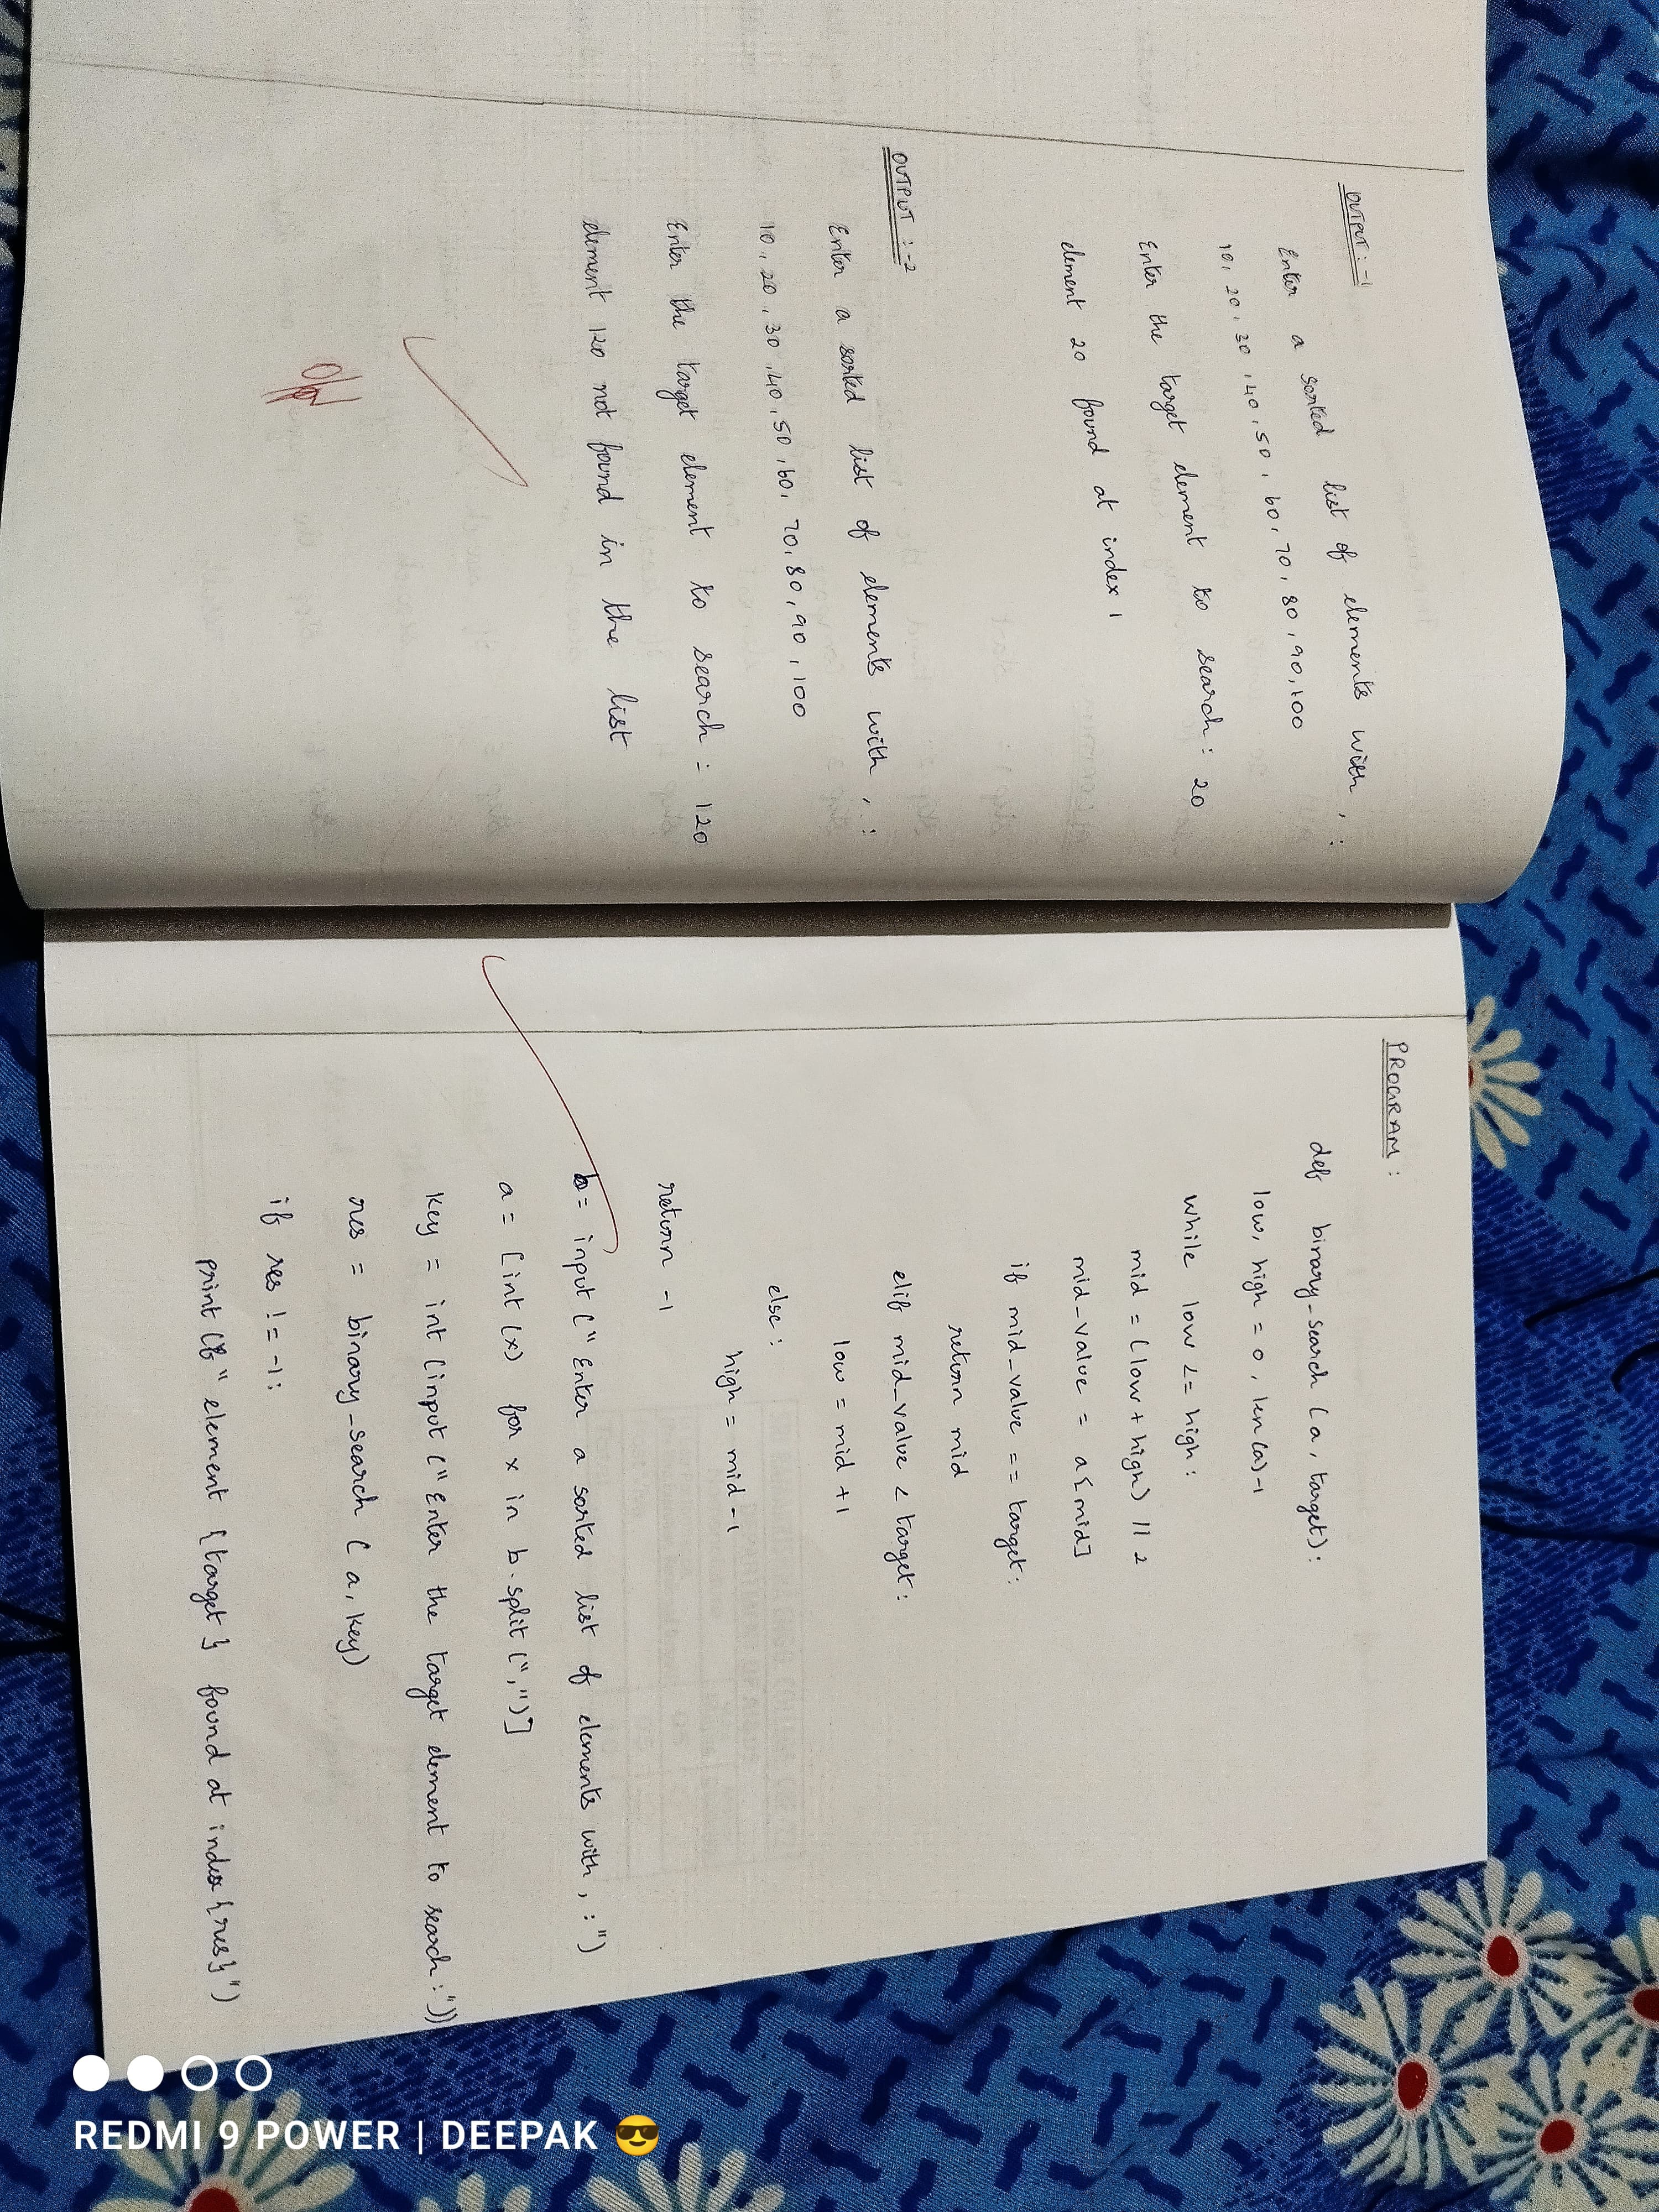 OUTPUT :-1
Enter a sorted list of elements with , :
10, 20, 30, 40, 50, 60, 70, 80, 90, 100
Enter the target element to search : 20
element 20 found at index 1
OUTPUT :-2
Enter a sorted list of elements with , :
10, 20, 30, 40, 50, 60, 70, 80, 90, 100
Enter the target element to search : 120
element 120 not found in the list
PROGRAM :
def binary_search (a, target):
low, high = 0, len(a)-1
while low <= high:
mid = (low + high) // 2
mid_value = a[mid]
if mid_value == target:
return mid
elif mid_value < target:
low = mid +1
else:
high = mid -1
return -1
b= input ("Enter a sorted list of elements with , :")
a = [int (x) for x in b.split (",")]
key = int (input ("Enter the target element to search:"))
res = binary_search (a, key)
if res != -1:
print (f" element {target} found at index {res}")
REDMI 9 POWER | DEEPAK 😎